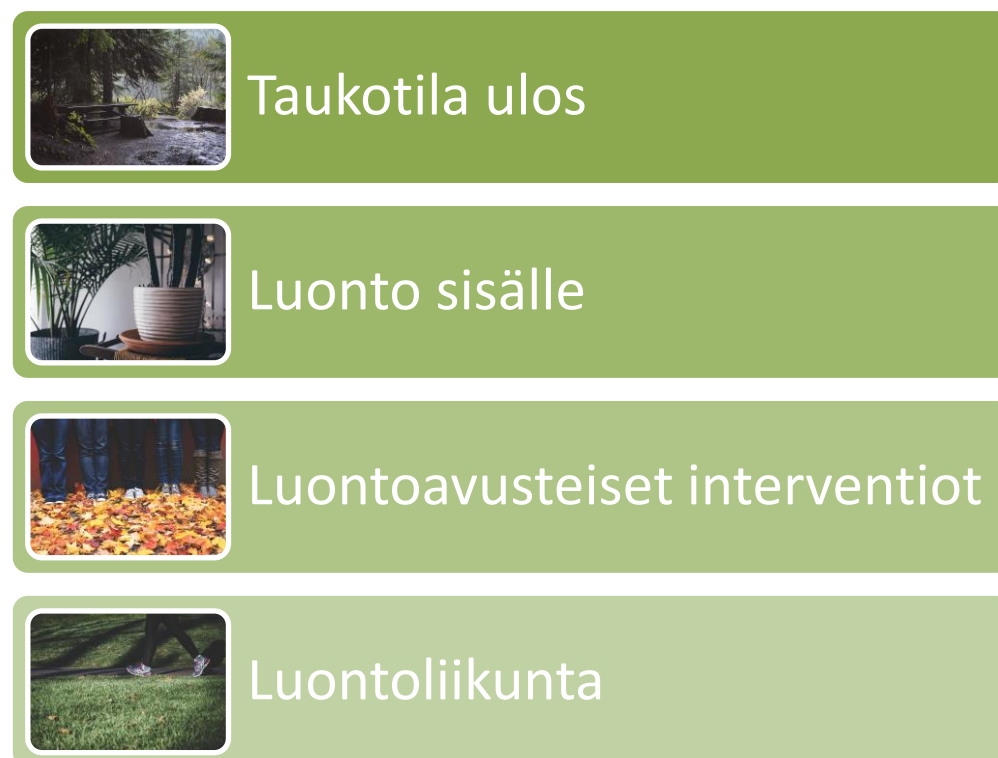 Taukotila ulos
Luonto sisälle
Luontoavusteiset interventiot
Luontoliikunta